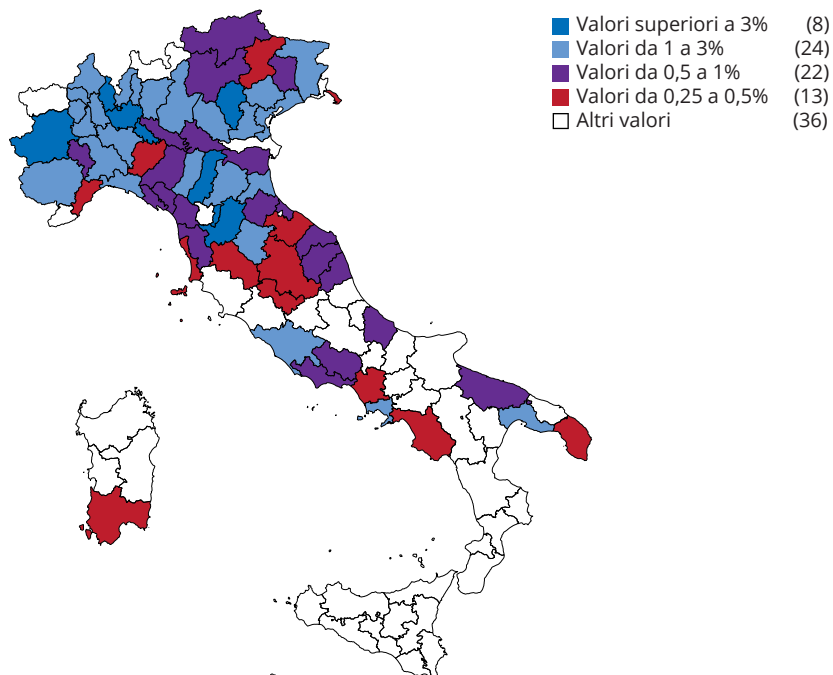 Valori superiori a 3% (8)
Valori da 1 a 3% (24)
Valori da 0,5 a 1% (22)
Valori da 0,25 a 0,5% (13)
Altri valori (36)